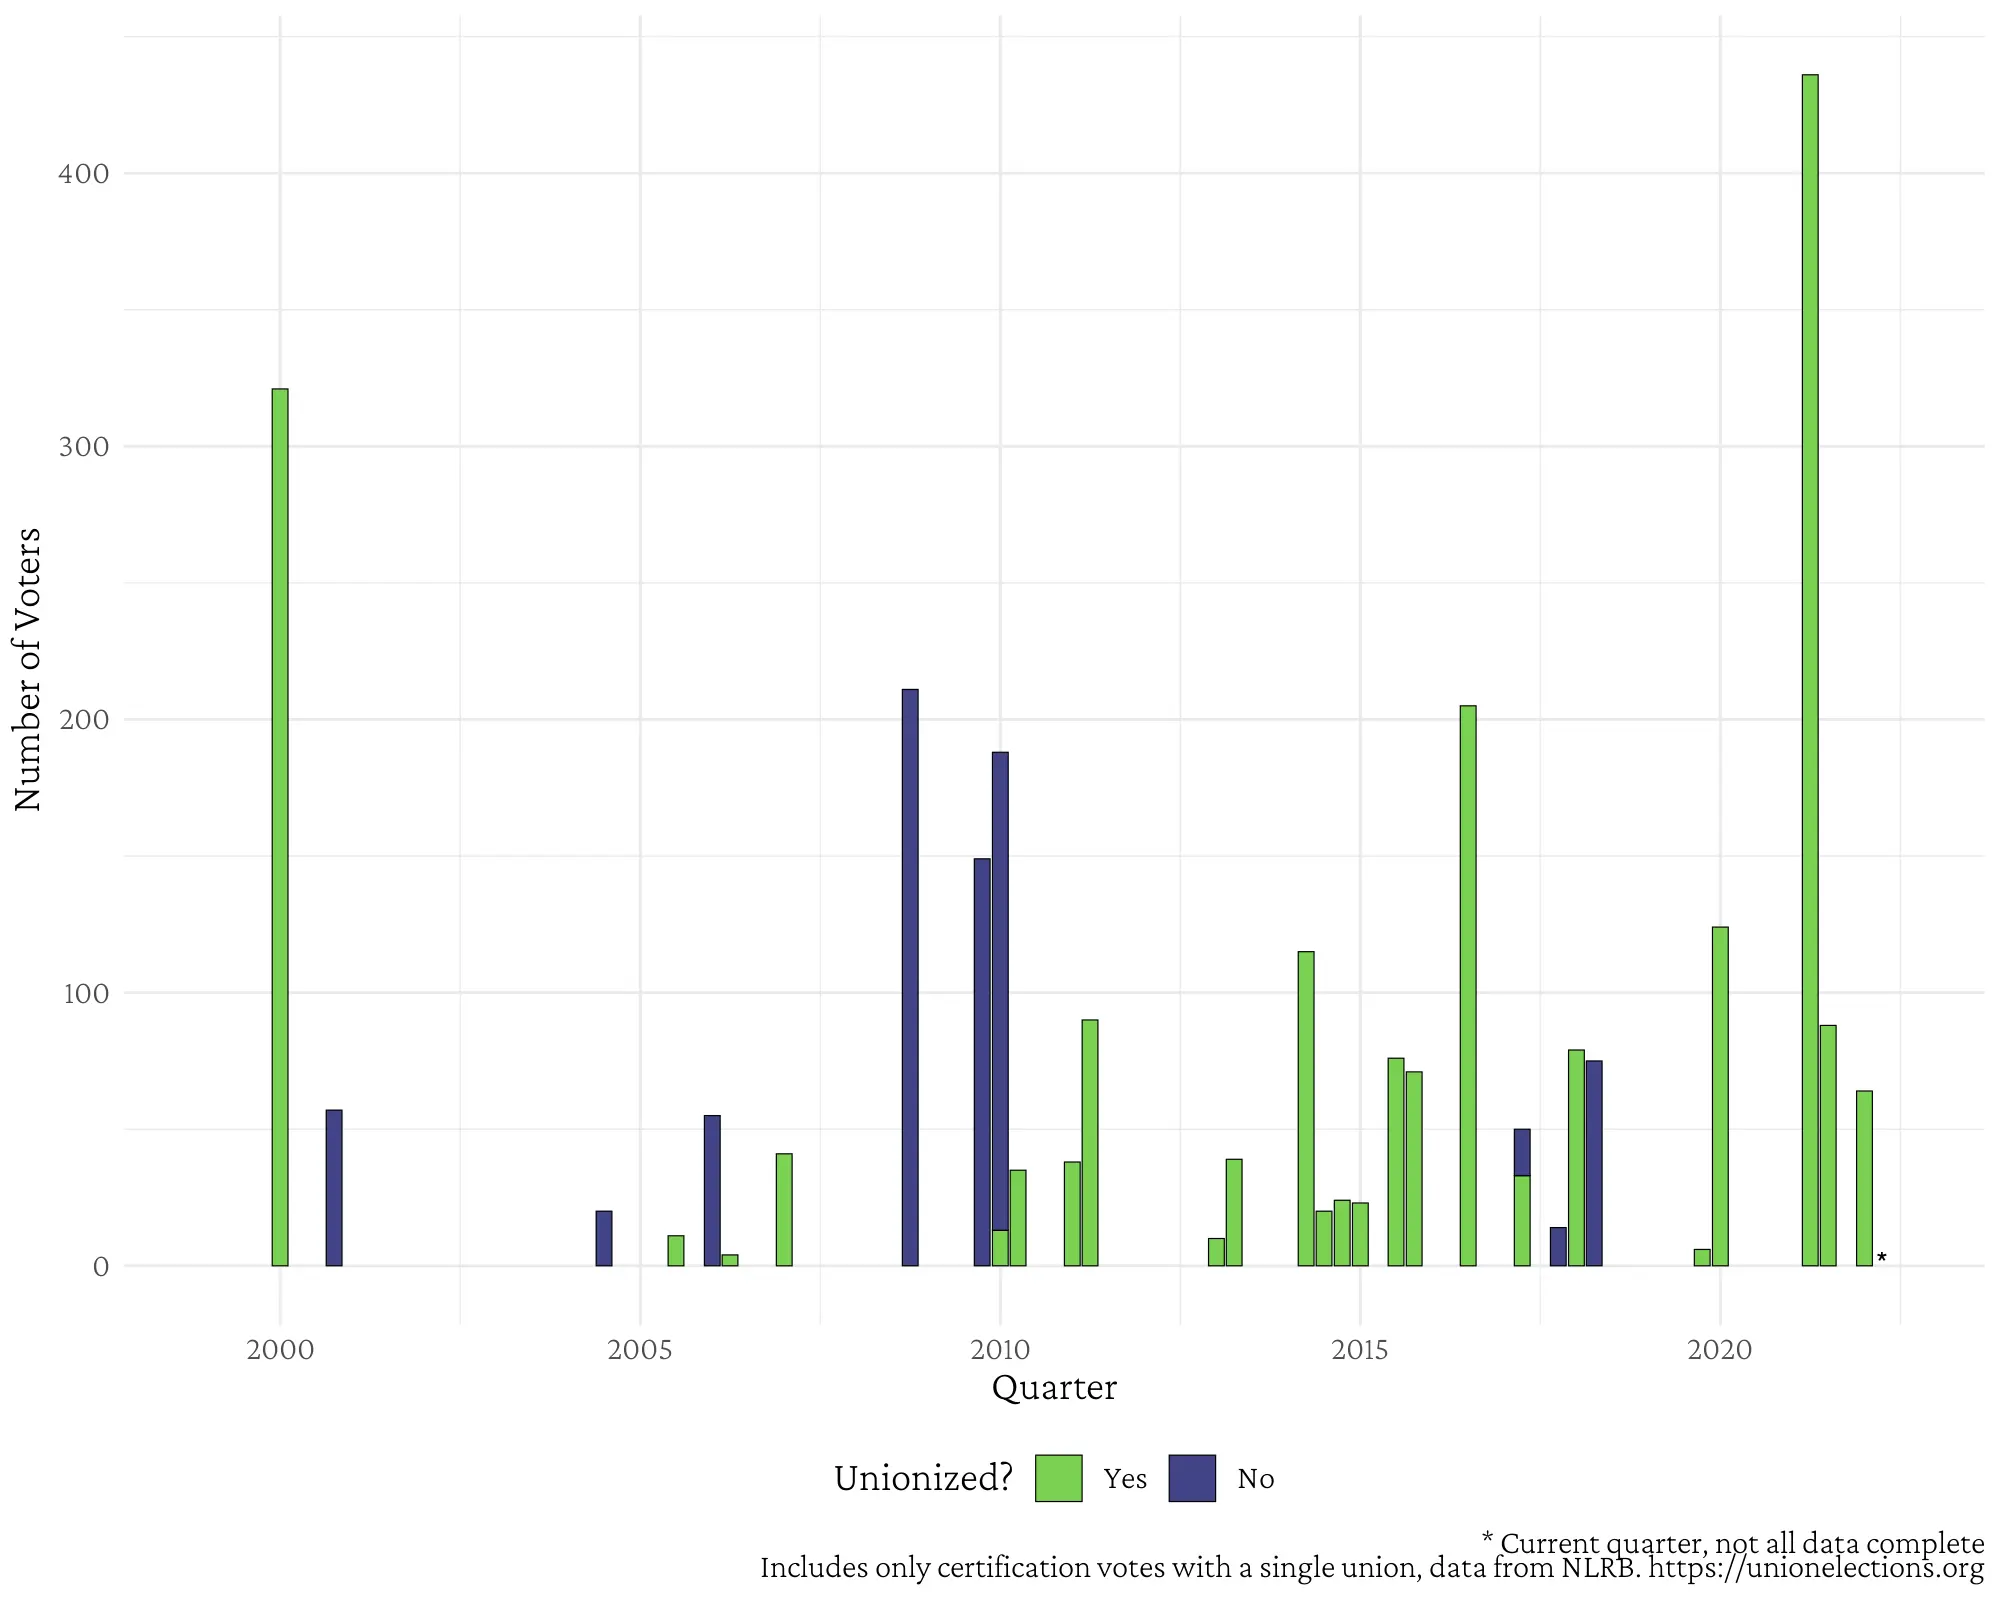 Number of Voters
400
300
200
100
0
*
2000 2005 2010 2015 2020
Quarter
Unionized? Yes No
* Current quarter, not all data complete
Includes only certification votes with a single union, data from NLRB. https://unionelections.org